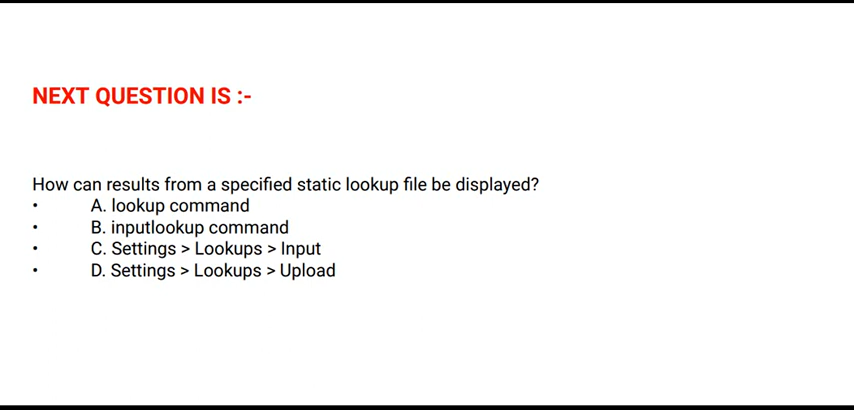 NEXT QUESTION IS :-
How can results from a specified static lookup file be displayed?
• A. lookup command
• B. inputlookup command
• C. Settings > Lookups > Input
• D. Settings > Lookups > Upload